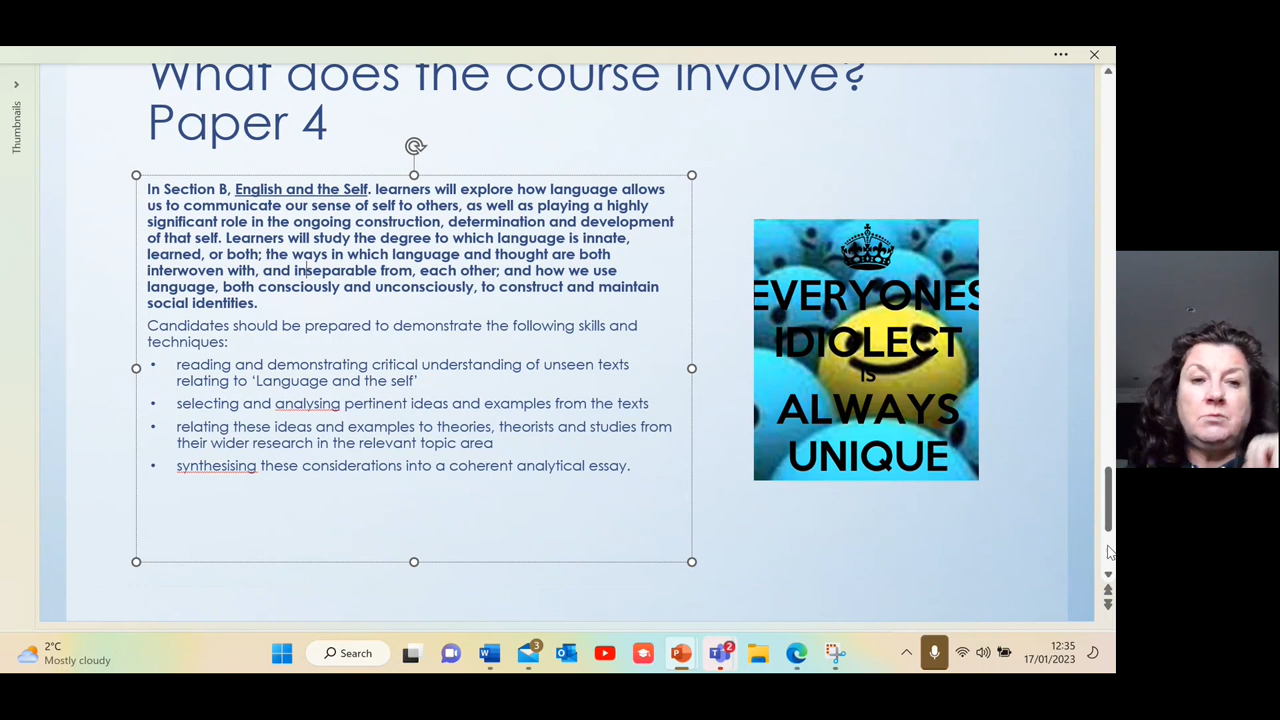 What does the course involve?
Paper 4
Thumbnails
In Section B, English and the Self. learners will explore how language allows
us to communicate our sense of self to others, as well as playing a highly
significant role in the ongoing construction, determination and development
of that self. Learners will study the degree to which language is innate,
learned, or both; the ways in which language and thought are both
interwoven with, and inseparable from, each other; and how we use
language, both consciously and unconsciously, to construct and maintain
social identities.
Candidates should be prepared to demonstrate the following skills and
techniques:
• reading and demonstrating critical understanding of unseen texts
relating to ‘Language and the self’
• selecting and analysing pertinent ideas and examples from the texts
• relating these ideas and examples to theories, theorists and studies from
their wider research in the relevant topic area
• synthesising these considerations into a coherent analytical essay.
EVERYONES
IDIOLECT
IS
ALWAYS
UNIQUE
2°C
Mostly cloudy
Search
3
2
12:35
17/01/2023